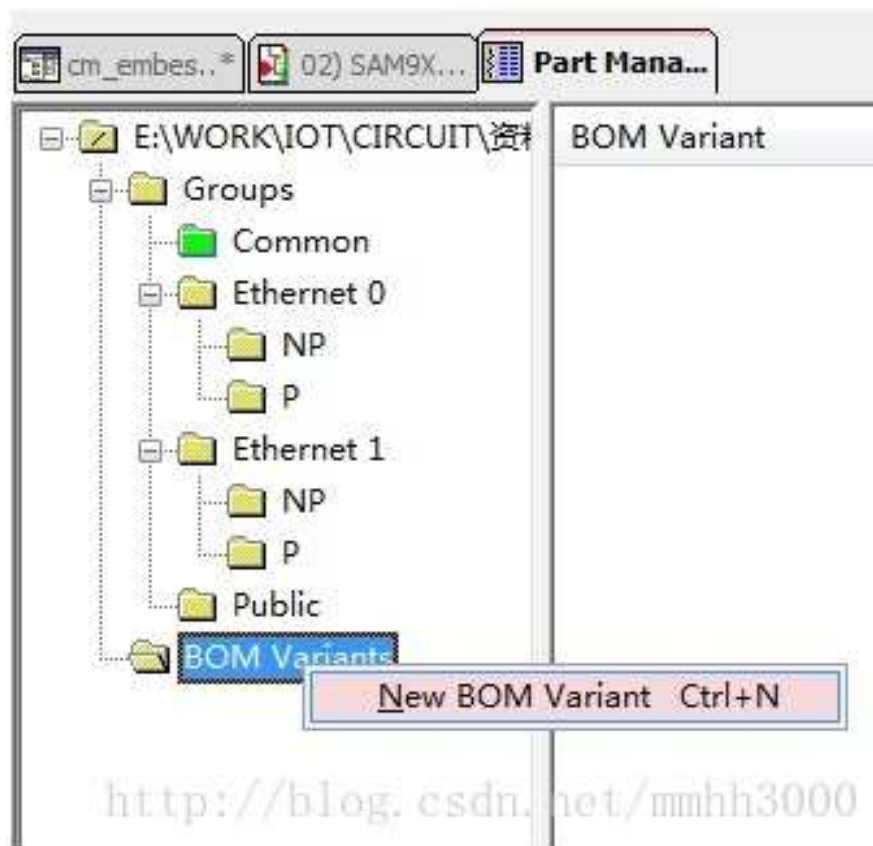 cm_embes..* 02) SAM9X... Part Mana...
E:\WORK\IOT\CIRCUIT\资 BOM Variant
Groups
Common
Ethernet 0
NP
P
Ethernet 1
NP
P
Public
BOM Variants
New BOM Variant Ctrl+N
http://blog.csdn.net/mmhh3000